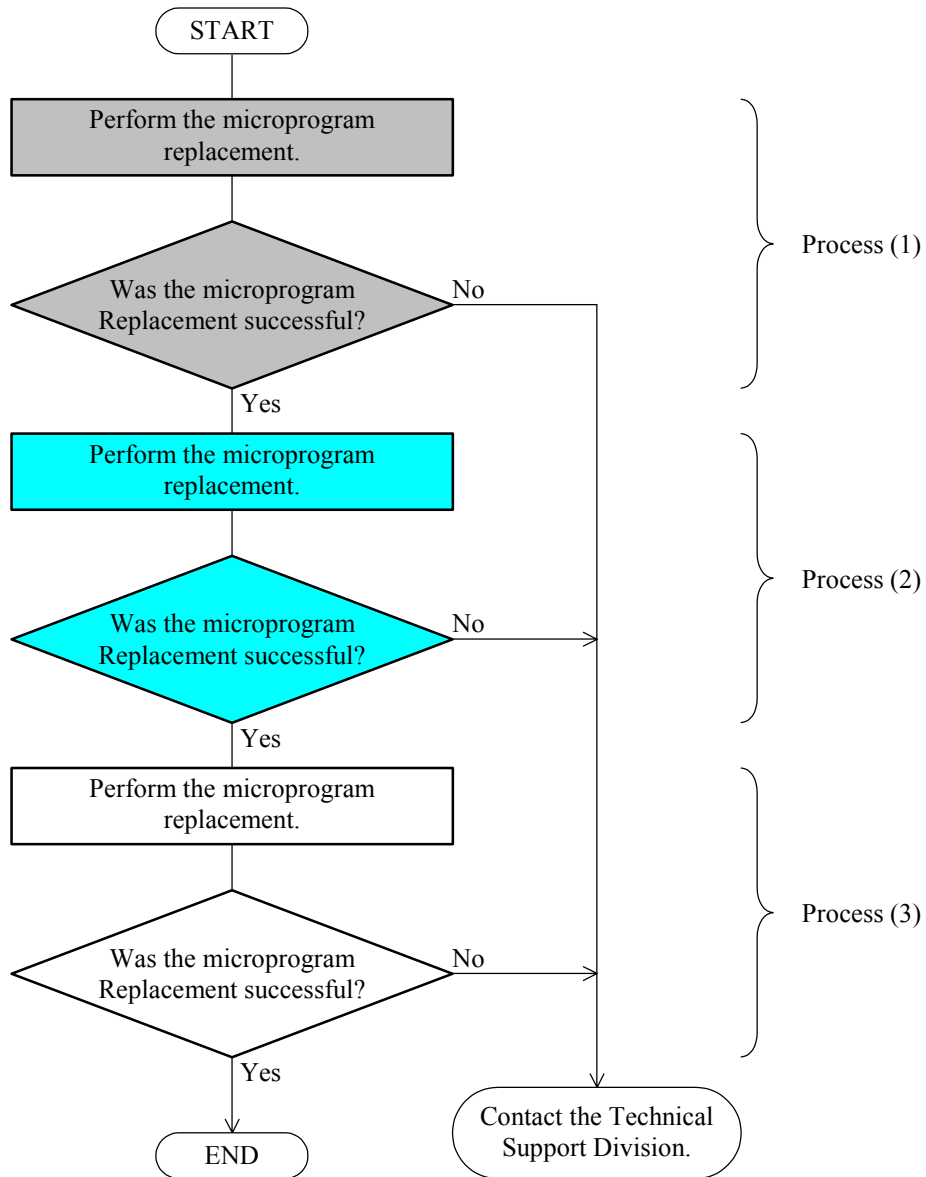 START
Perform the microprogram
replacement.
Process (1)
Was the microprogram
Replacement successful?
No
Yes
Perform the microprogram
replacement.
Process (2)
Was the microprogram
Replacement successful?
No
Yes
Perform the microprogram
replacement.
Process (3)
Was the microprogram
Replacement successful?
No
Yes
END
Contact the Technical
Support Division.